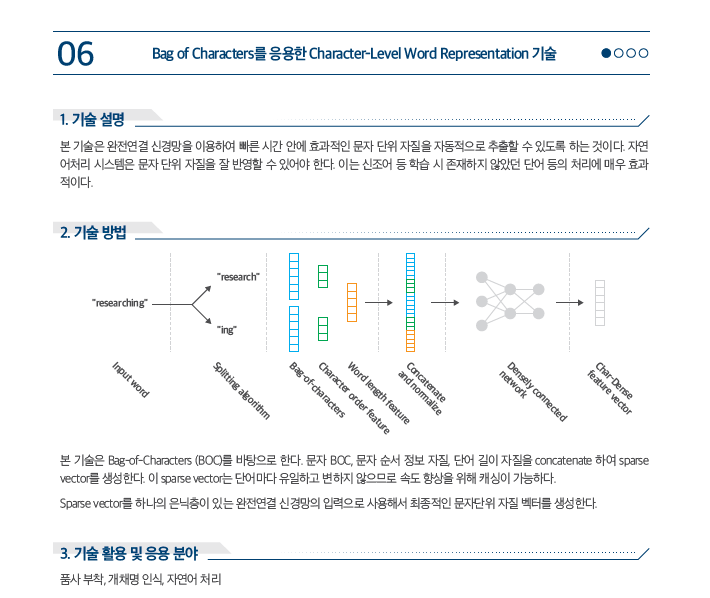 06
Bag of Characters를 응용한 Character-Level Word Representation 기술
1. 기술 설명
본 기술은 완전연결 신경망을 이용하여 빠른 시간 안에 효과적인 문자 단위 자질을 자동적으로 추출할 수 있도록 하는 것이다. 자연
어처리 시스템은 문자 단위 자질을 잘 반영할 수 있어야 한다. 이는 신조어 등 학습 시 존재하지 않았던 단어 등의 처리에 매우 효과
적이다.
2. 기술 방법
"researching"
"research"
"ing"
Input word
Splitting algorithm
Bag-of-characters
Character order feature
Word length feature
Concatenate
and normalize
Densely connected
network
Char-Dense
feature vector
본 기술은 Bag-of-Characters (BOC)를 바탕으로 한다. 문자 BOC, 문자 순서 정보 자질, 단어 길이 자질을 concatenate 하여 sparse
vector를 생성한다. 이 sparse vector는 단어마다 유일하고 변하지 않으므로 속도 향상을 위해 캐싱이 가능하다.
Sparse vector를 하나의 은닉층이 있는 완전연결 신경망의 입력으로 사용해서 최종적인 문자단위 자질 벡터를 생성한다.
3. 기술 활용 및 응용 분야
품사 부착, 개체명 인식, 자연어 처리